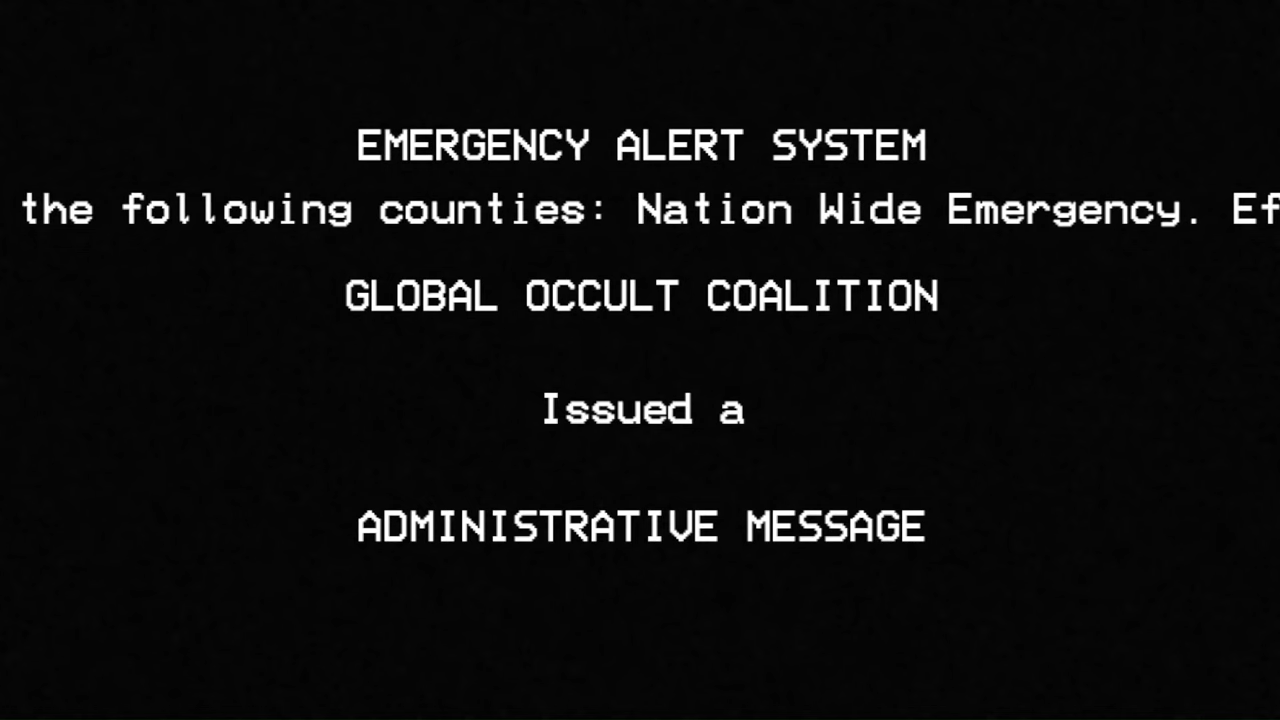 EMERGENCY ALERT SYSTEM
the following counties: Nation Wide Emergency. Ef
GLOBAL OCCULT COALITION
Issued a
ADMINISTRATIVE MESSAGE